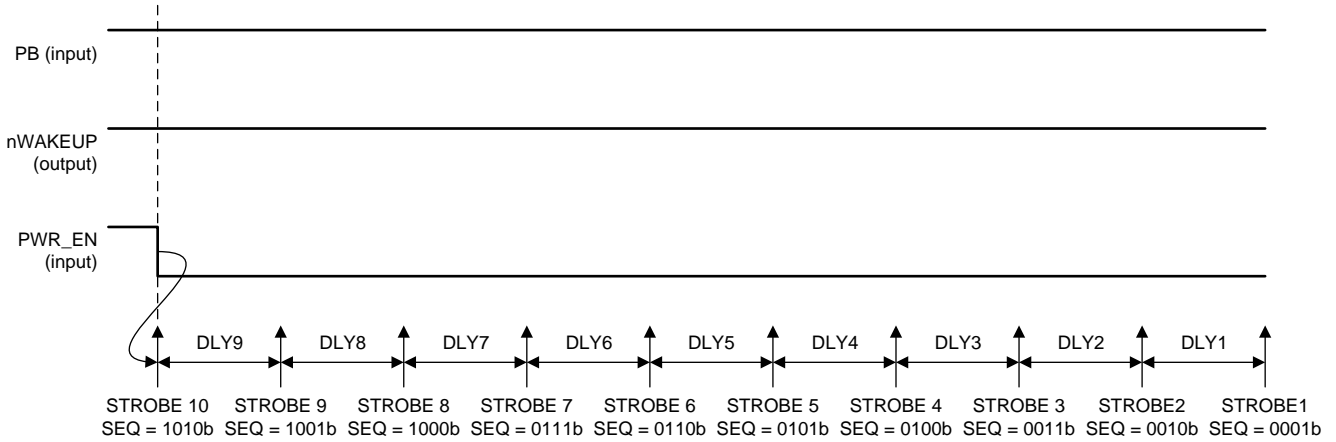 PB (input)
nWAKEUP
(output)
PWR_EN
(input)
DLY9 DLY8 DLY7 DLY6 DLY5 DLY4 DLY3 DLY2 DLY1
STROBE 10 STROBE 9 STROBE 8 STROBE 7 STROBE 6 STROBE 5 STROBE 4 STROBE 3 STROBE2 STROBE1
SEQ = 1010b SEQ = 1001b SEQ = 1000b SEQ = 0111b SEQ = 0110b SEQ = 0101b SEQ = 0100b SEQ = 0011b SEQ = 0010b SEQ = 0001b